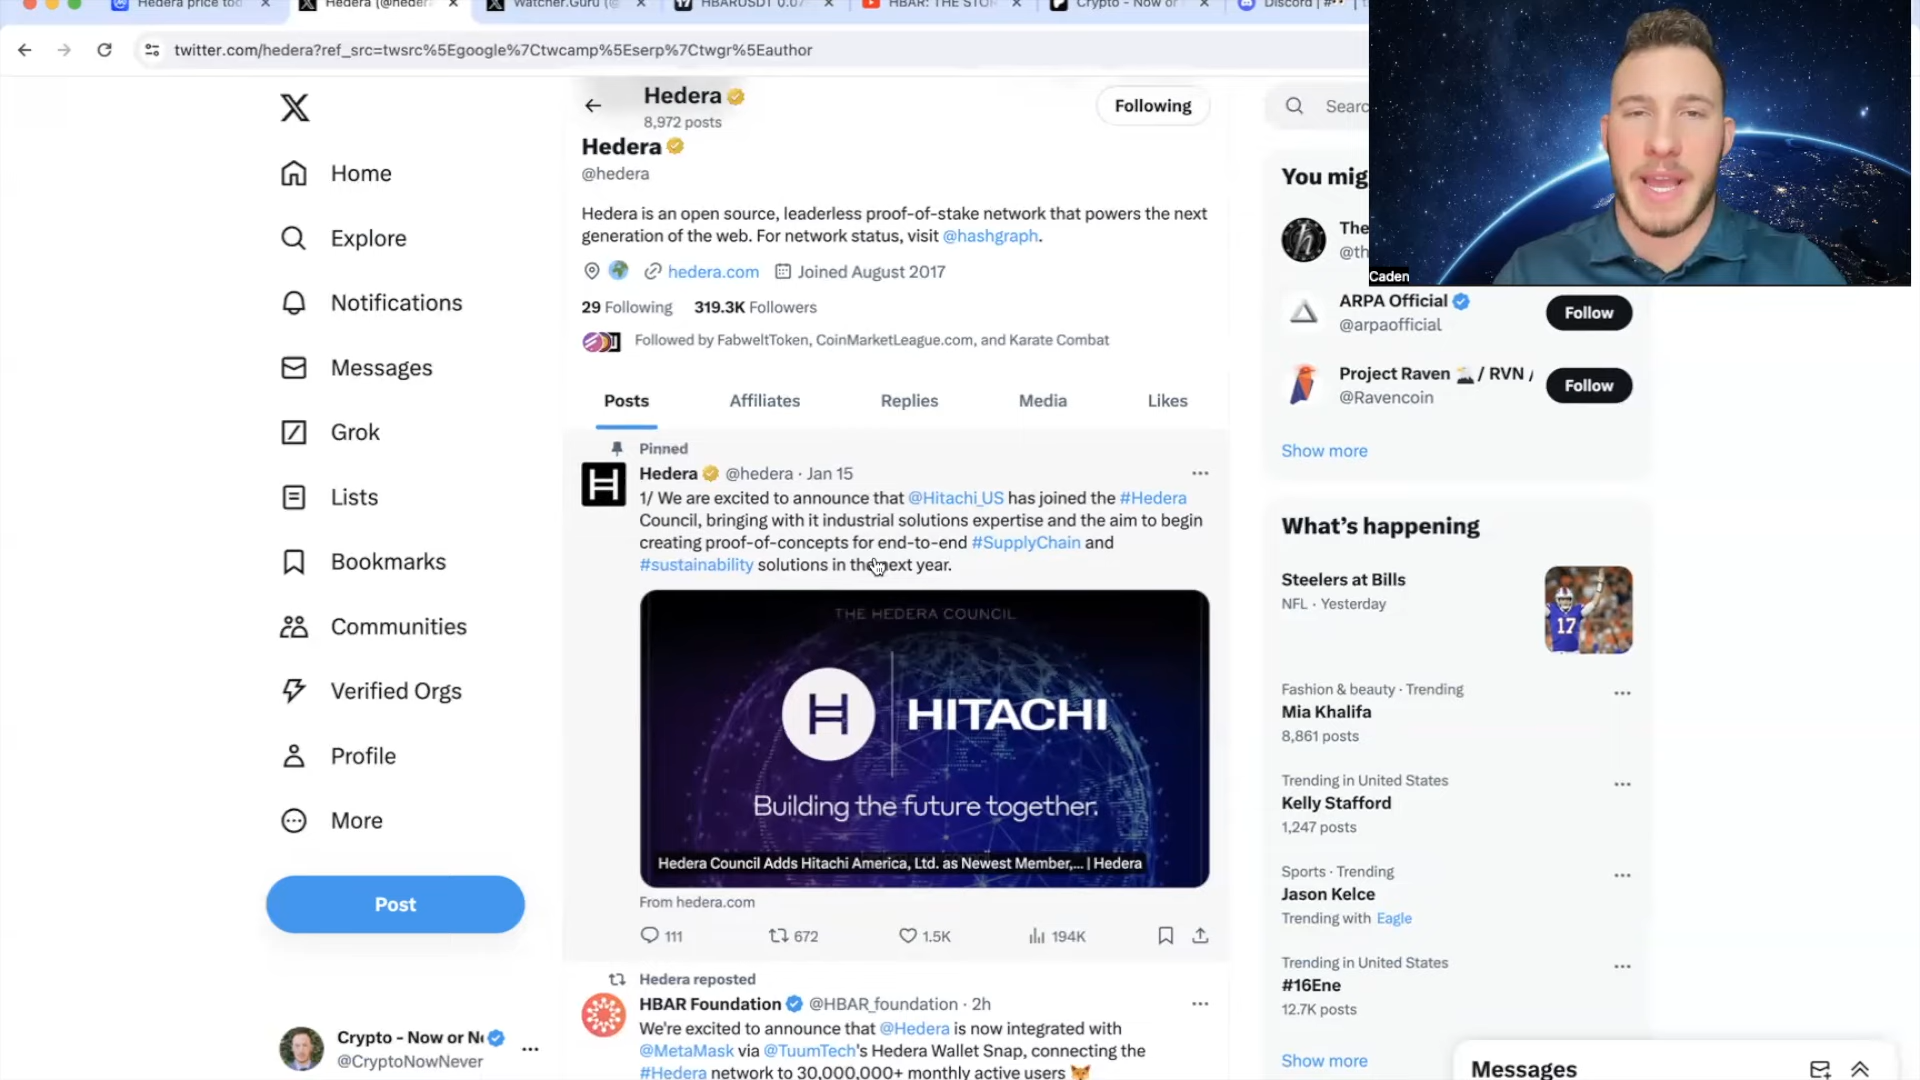 Hedera price to
Hedera (@heder
Watcher.Guru (
HBARUSDT 0.07
HBAR: THE STOR
Crypto - Now or
Discord | #
twitter.com/hedera?ref_src=twsrc%5Egoogle%7Ctwcamp%5Eserp%7Ctwgr%5Eauthor
X
Home
Explore
Notifications
Messages
Grok
Lists
Bookmarks
Communities
Verified Orgs
Profile
More
Post
Crypto - Now or N
@CryptoNowNever
Hedera
8,972 posts
Following
Hedera
@hedera
Hedera is an open source, leaderless proof-of-stake network that powers the next
generation of the web. For network status, visit @hashgraph.
hedera.com Joined August 2017
29 Following 319.3K Followers
Followed by FabweltToken, CoinMarketLeague.com, and Karate Combat
Posts Affiliates Replies Media Likes
Pinned
Hedera @hedera · Jan 15
1/ We are excited to announce that @Hitachi_US has joined the #Hedera
Council, bringing with it industrial solutions expertise and the aim to begin
creating proof-of-concepts for end-to-end #SupplyChain and
#sustainability solutions in the next year.
THE HEDERA COUNCIL
H HITACHI
Building the future together.
Hedera Council Adds Hitachi America, Ltd. as Newest Member,... | Hedera
From hedera.com
111 672 1.5K 194K
Hedera reposted
HBAR Foundation @HBAR_foundation · 2h
We're excited to announce that @Hedera is now integrated with
@MetaMask via @TuumTech's Hedera Wallet Snap, connecting the
#Hedera network to 30,000,000+ monthly active users
Searc
Caden
You mig
The
@th
ARPA Official
@arpaofficial
Follow
Project Raven / RVN /
@Ravencoin
Follow
Show more
What's happening
Steelers at Bills
NFL · Yesterday
17
Fashion & beauty · Trending
Mia Khalifa
8,861 posts
Trending in United States
Kelly Stafford
1,247 posts
Sports · Trending
Jason Kelce
Trending with Eagle
Trending in United States
#16Ene
12.7K posts
Show more
Messages